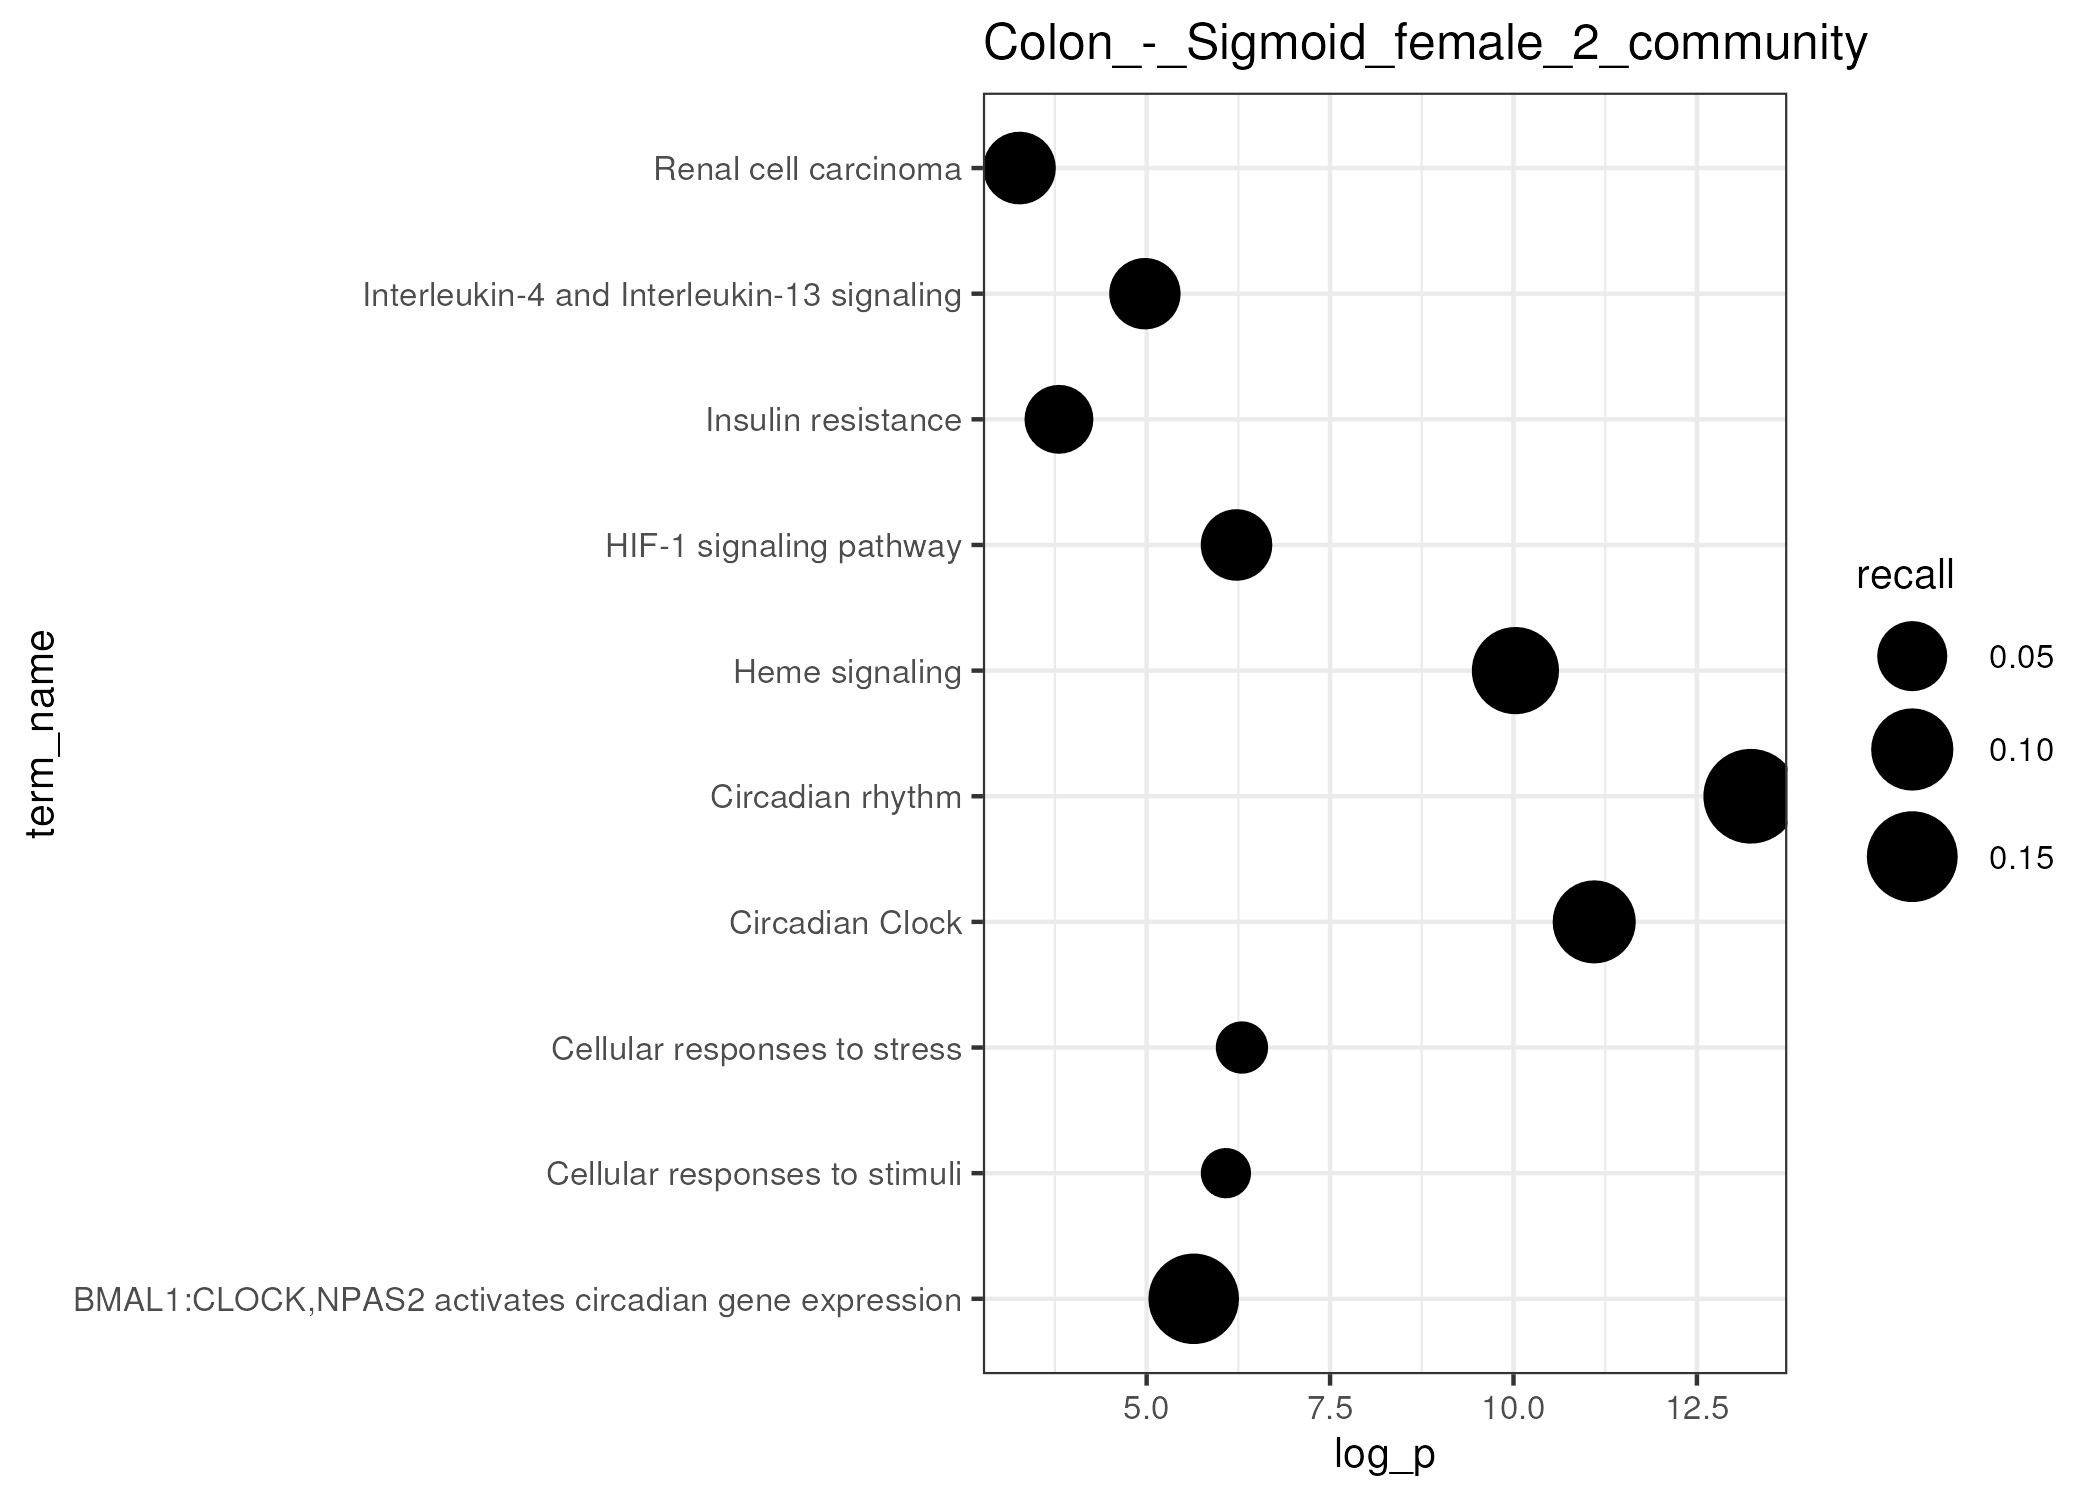 Colon_-_Sigmoid_female_2_community
Renal cell carcinoma
Interleukin-4 and Interleukin-13 signaling
Insulin resistance
HIF-1 signaling pathway
Heme signaling
Circadian rhythm
Circadian Clock
Cellular responses to stress
Cellular responses to stimuli
BMAL1:CLOCK,NPAS2 activates circadian gene expression
term_name
5.0 7.5 10.0 12.5
log_p
recall
0.05
0.10
0.15